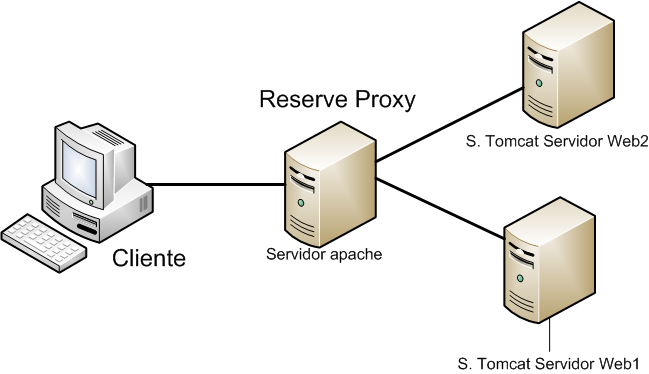 Reserve Proxy
S. Tomcat Servidor Web2
Cliente
Servidor apache
S. Tomcat Servidor Web1